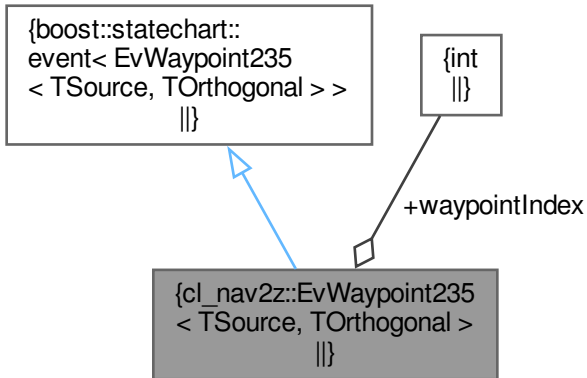 {boost::statechart::
event< EvWaypoint235
< TSource, TOrthogonal > >
||}
{int
||}
+waypointIndex
{cl_nav2z::EvWaypoint235
< TSource, TOrthogonal >
||}